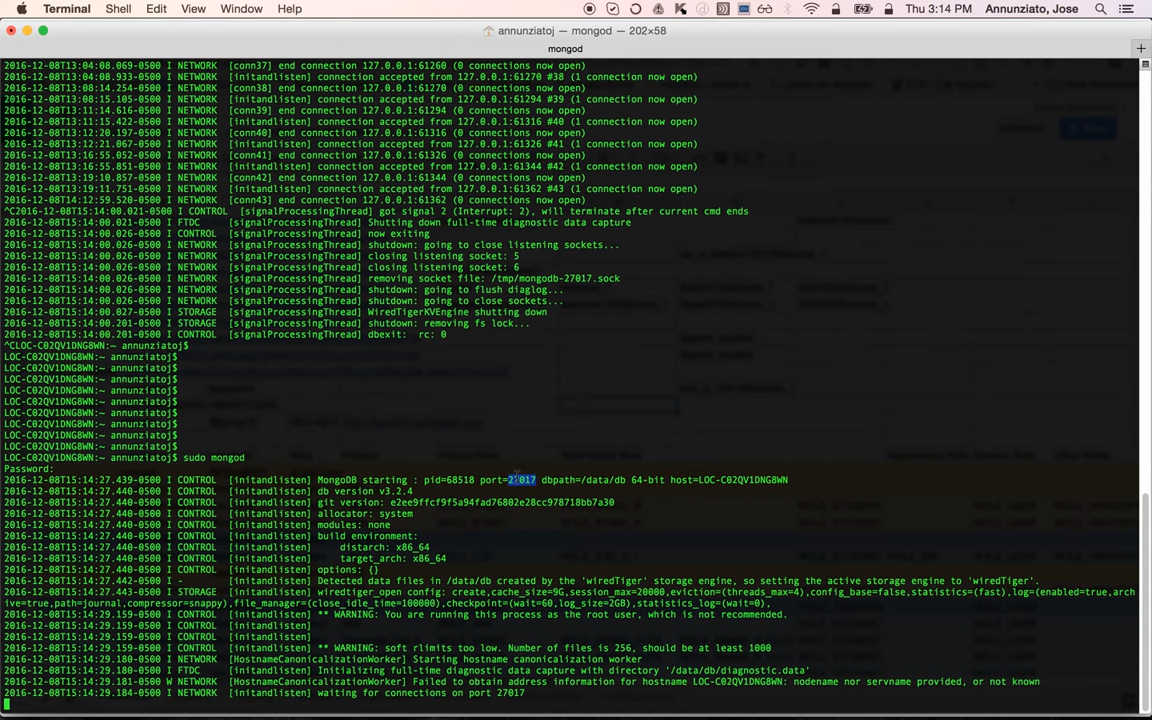 Terminal Shell Edit View Window Help Thu 3:14 PM Annunziato, Jose
annunziatoj — mongod — 202×58
mongod
2016-12-08T13:04:08.069-0500 I NETWORK  [conn37] end connection 127.0.0.1:61260 (0 connections now open)
2016-12-08T13:04:08.933-0500 I NETWORK  [initandlisten] connection accepted from 127.0.0.1:61270 #38 (1 connection now open)
2016-12-08T13:08:14.254-0500 I NETWORK  [conn38] end connection 127.0.0.1:61270 (0 connections now open)
2016-12-08T13:08:15.105-0500 I NETWORK  [initandlisten] connection accepted from 127.0.0.1:61294 #39 (1 connection now open)
2016-12-08T13:11:14.616-0500 I NETWORK  [conn39] end connection 127.0.0.1:61294 (0 connections now open)
2016-12-08T13:11:15.422-0500 I NETWORK  [initandlisten] connection accepted from 127.0.0.1:61316 #40 (1 connection now open)
2016-12-08T13:12:20.197-0500 I NETWORK  [conn40] end connection 127.0.0.1:61316 (0 connections now open)
2016-12-08T13:12:21.067-0500 I NETWORK  [initandlisten] connection accepted from 127.0.0.1:61326 #41 (1 connection now open)
2016-12-08T13:16:55.052-0500 I NETWORK  [conn41] end connection 127.0.0.1:61326 (0 connections now open)
2016-12-08T13:16:55.851-0500 I NETWORK  [initandlisten] connection accepted from 127.0.0.1:61344 #42 (1 connection now open)
2016-12-08T13:19:10.857-0500 I NETWORK  [conn42] end connection 127.0.0.1:61344 (0 connections now open)
2016-12-08T13:19:11.751-0500 I NETWORK  [initandlisten] connection accepted from 127.0.0.1:61362 #43 (1 connection now open)
2016-12-08T14:12:59.520-0500 I NETWORK  [conn43] end connection 127.0.0.1:61362 (0 connections now open)
^C2016-12-08T15:14:00.021-0500 I CONTROL  [signalProcessingThread] got signal 2 (Interrupt: 2), will terminate after current cmd ends
2016-12-08T15:14:00.021-0500 I FTDC     [signalProcessingThread] Shutting down full-time diagnostic data capture
2016-12-08T15:14:00.026-0500 I CONTROL  [signalProcessingThread] now exiting
2016-12-08T15:14:00.026-0500 I NETWORK  [signalProcessingThread] shutdown: going to close listening sockets...
2016-12-08T15:14:00.026-0500 I NETWORK  [signalProcessingThread] closing listening socket: 5
2016-12-08T15:14:00.026-0500 I NETWORK  [signalProcessingThread] closing listening socket: 6
2016-12-08T15:14:00.026-0500 I NETWORK  [signalProcessingThread] removing socket file: /tmp/mongodb-27017.sock
2016-12-08T15:14:00.026-0500 I NETWORK  [signalProcessingThread] shutdown: going to flush diaglog...
2016-12-08T15:14:00.026-0500 I NETWORK  [signalProcessingThread] shutdown: going to close sockets...
2016-12-08T15:14:00.027-0500 I STORAGE  [signalProcessingThread] WiredTigerKVEngine shutting down
2016-12-08T15:14:00.201-0500 I STORAGE  [signalProcessingThread] shutdown: removing fs lock...
2016-12-08T15:14:00.201-0500 I CONTROL  [signalProcessingThread] dbexit:  rc: 0
^CLOC-C02QV1DNG8WN:~ annunziatoj$
LOC-C02QV1DNG8WN:~ annunziatoj$
LOC-C02QV1DNG8WN:~ annunziatoj$
LOC-C02QV1DNG8WN:~ annunziatoj$
LOC-C02QV1DNG8WN:~ annunziatoj$
LOC-C02QV1DNG8WN:~ annunziatoj$
LOC-C02QV1DNG8WN:~ annunziatoj$
LOC-C02QV1DNG8WN:~ annunziatoj$
LOC-C02QV1DNG8WN:~ annunziatoj$
LOC-C02QV1DNG8WN:~ annunziatoj$
LOC-C02QV1DNG8WN:~ annunziatoj$ sudo mongod
Password:
2016-12-08T15:14:27.439-0500 I CONTROL  [initandlisten] MongoDB starting : pid=68518 port=27017 dbpath=/data/db 64-bit host=LOC-C02QV1DNG8WN
2016-12-08T15:14:27.440-0500 I CONTROL  [initandlisten] db version v3.2.4
2016-12-08T15:14:27.440-0500 I CONTROL  [initandlisten] git version: e2ee9ffcf9f5a94fad76802e28cc978718bb7a30
2016-12-08T15:14:27.440-0500 I CONTROL  [initandlisten] allocator: system
2016-12-08T15:14:27.440-0500 I CONTROL  [initandlisten] modules: none
2016-12-08T15:14:27.440-0500 I CONTROL  [initandlisten] build environment:
2016-12-08T15:14:27.440-0500 I CONTROL  [initandlisten]     distarch: x86_64
2016-12-08T15:14:27.440-0500 I CONTROL  [initandlisten]     target_arch: x86_64
2016-12-08T15:14:27.440-0500 I CONTROL  [initandlisten] options: {}
2016-12-08T15:14:27.442-0500 I -        [initandlisten] Detected data files in /data/db created by the 'wiredTiger' storage engine, so setting the active storage engine to 'wiredTiger'.
2016-12-08T15:14:27.442-0500 I STORAGE  [initandlisten] wiredtiger_open config: create,cache_size=9G,session_max=20000,eviction=(threads_max=4),config_base=false,statistics=(fast),log=(enabled=true,arch
ive=true,path=journal,compressor=snappy),file_manager=(close_idle_time=100000),checkpoint=(wait=60,log_size=2GB),statistics_log=(wait=0),
2016-12-08T15:14:29.159-0500 I CONTROL  [initandlisten] ** WARNING: You are running this process as the root user, which is not recommended.
2016-12-08T15:14:29.159-0500 I CONTROL  [initandlisten]
2016-12-08T15:14:29.159-0500 I CONTROL  [initandlisten]
2016-12-08T15:14:29.159-0500 I CONTROL  [initandlisten] ** WARNING: soft rlimits too low. Number of files is 256, should be at least 1000
2016-12-08T15:14:29.180-0500 I NETWORK  [HostnameCanonicalizationWorker] Starting hostname canonicalization worker
2016-12-08T15:14:29.180-0500 I FTDC     [initandlisten] Initializing full-time diagnostic data capture with directory '/data/db/diagnostic.data'
2016-12-08T15:14:29.181-0500 W NETWORK  [HostnameCanonicalizationWorker] Failed to obtain address information for hostname LOC-C02QV1DNG8WN: nodename nor servname provided, or not known
2016-12-08T15:14:29.184-0500 I NETWORK  [initandlisten] waiting for connections on port 27017